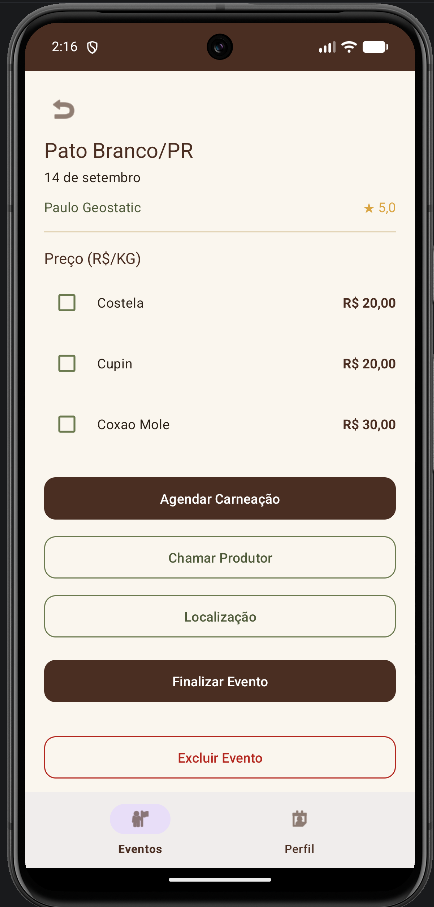 2:16
Pato Branco/PR
14 de setembro
Paulo Geostatic ★ 5,0
Preço (R$/KG)
Costela R$ 20,00
Cupin R$ 20,00
Coxao Mole R$ 30,00
Agendar Carneação
Chamar Produtor
Localização
Finalizar Evento
Excluir Evento
Eventos Perfil